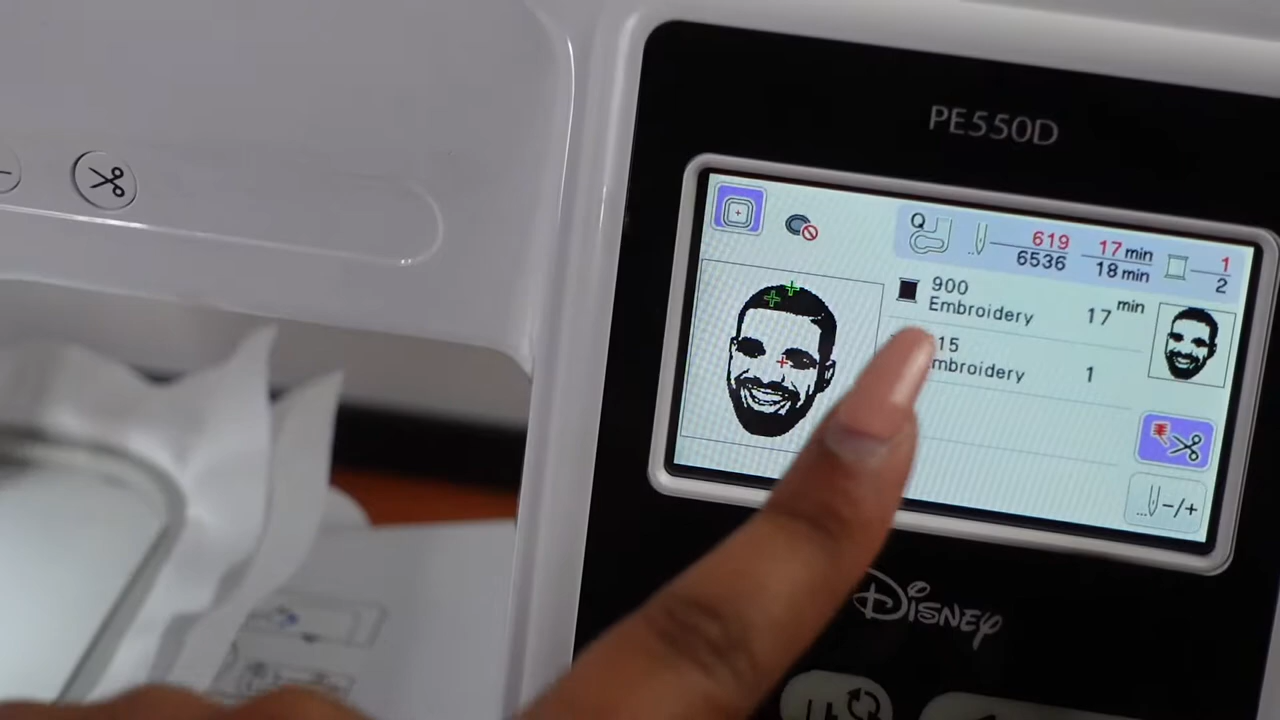 PE550D
Q 619 17 min 1
6536 18 min 2
900
Embroidery 17 min
15
mbroidery 1
-/+
Disney